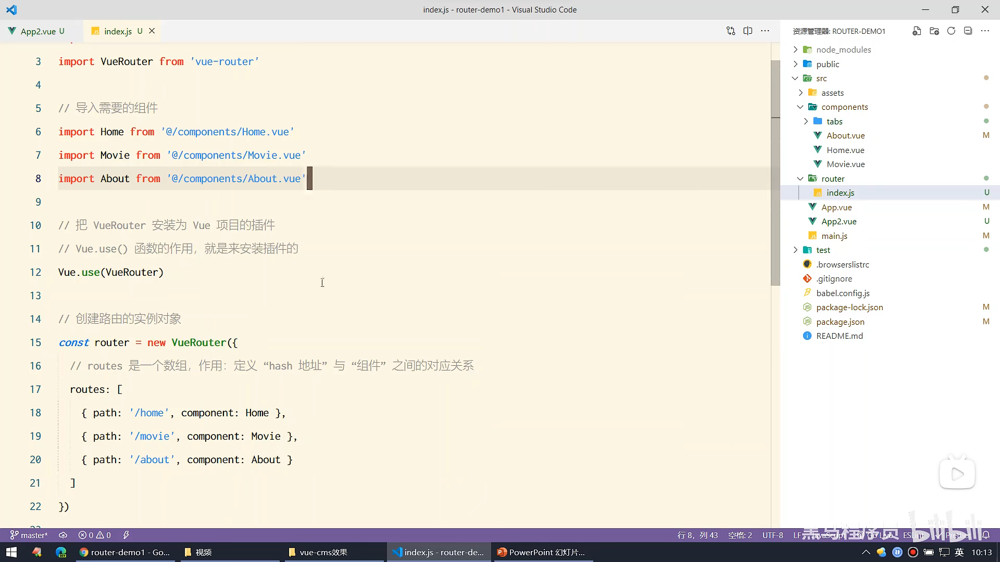 index.js - router-demo1 - Visual Studio Code
App2.vue U
index.js U
资源管理器: ROUTER-DEMO1
3 import VueRouter from 'vue-router'
4
5 // 导入需要的组件
6 import Home from '@/components/Home.vue'
7 import Movie from '@/components/Movie.vue'
8 import About from '@/components/About.vue'
9
10 // 把 VueRouter 安装为 Vue 项目的插件
11 // Vue.use() 函数的作用，就是来安装插件的
12 Vue.use(VueRouter)
13
14 // 创建路由的实例对象
15 const router = new VueRouter({
16 // routes 是一个数组，作用：定义 “hash 地址” 与 “组件” 之间的对应关系
17 routes: [
18 { path: '/home', component: Home },
19 { path: '/movie', component: Movie },
20 { path: '/about', component: About }
21 ]
22 })
node_modules
public
src
assets
components
tabs
About.vue M
Home.vue
Movie.vue
router
index.js U
App.vue M
App2.vue U
main.js M
test
.browserslistrc
.gitignore
babel.config.js
package-lock.json M
package.json M
README.md
master* 0 0 行 8，列 43 空格: 2 UTF-8 LF JavaScript Go Live ESLint Prettier
黑马程序员 bilibili
router-demo1 - Go... 视频 vue-cms效果 index.js - router-de... PowerPoint 幻灯片... 英 10:13